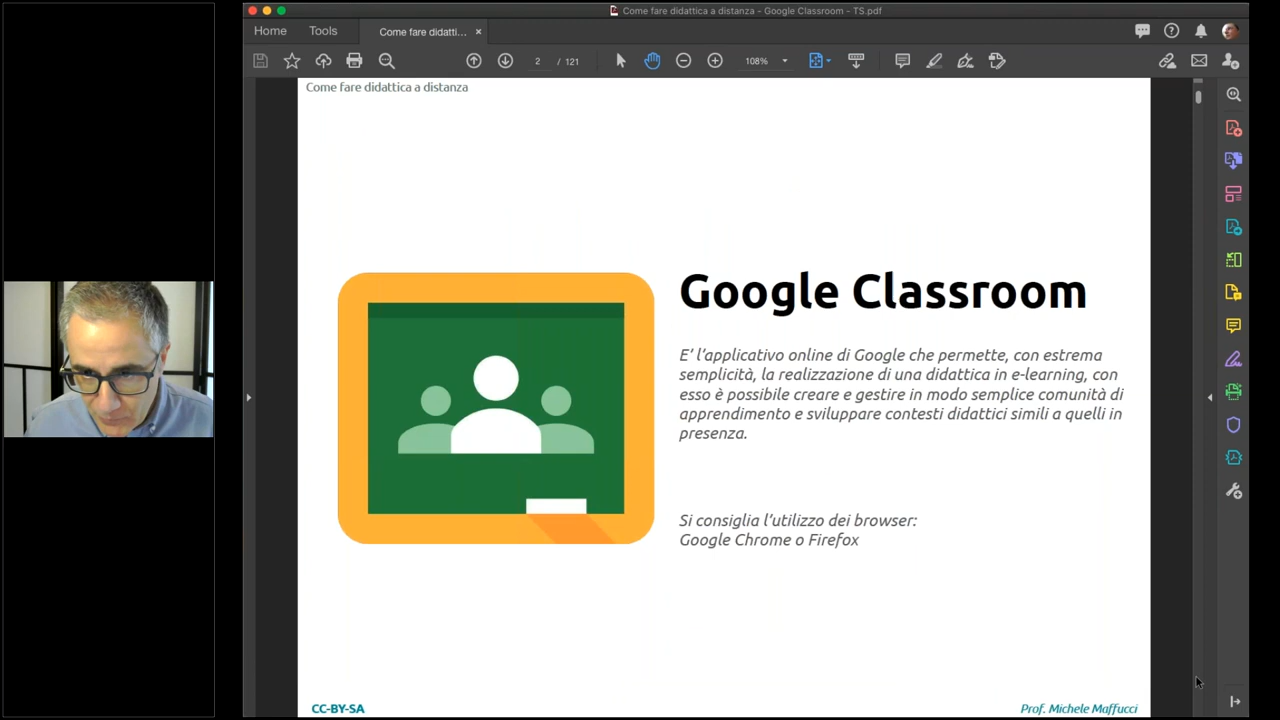 Come fare didattica a distanza - Google Classroom - TS.pdf
Home
Tools
Come fare didatti...
×
2 / 121
108%
Come fare didattica a distanza
Google Classroom
E' l'applicativo online di Google che permette, con estrema
semplicità, la realizzazione di una didattica in e-learning, con
esso è possibile creare e gestire in modo semplice comunità di
apprendimento e sviluppare contesti didattici simili a quelli in
presenza.
Si consiglia l'utilizzo dei browser:
Google Chrome o Firefox
CC-BY-SA
Prof. Michele Maffucci